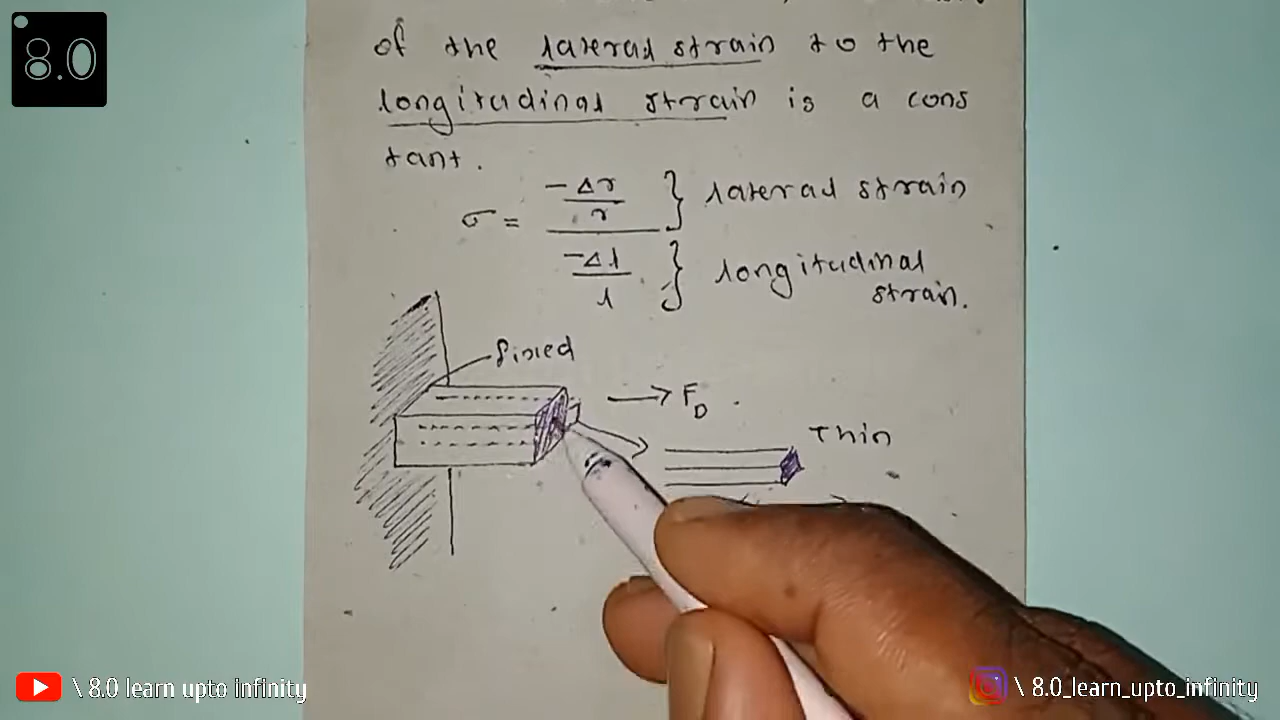 8.0
of the lateral strain to the
longitudinal strain is a cons
tant.
σ = -Δr/r } lateral strain
-Δl/l } longitudinal
strain.
fixed
→ F_D
Thin
\ 8.0 learn upto infinity
\ 8.0_learn_upto_infinity